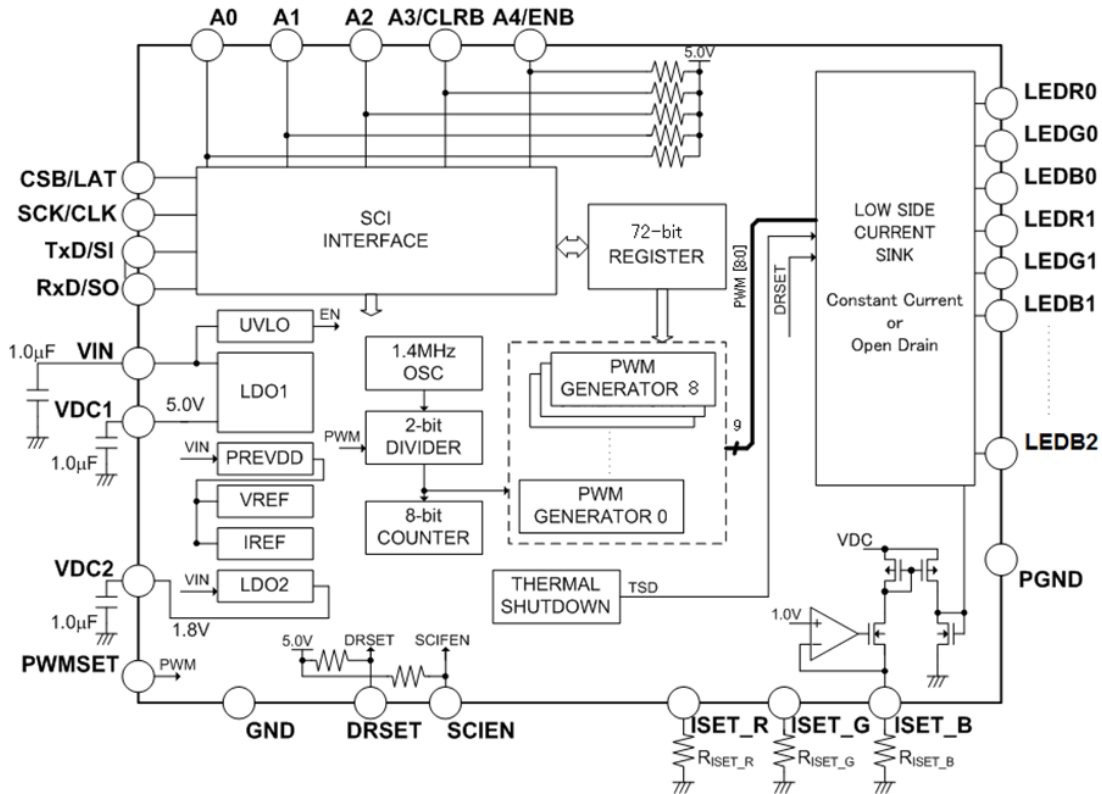 A0 A1 A2 A3/CLRB A4/ENB
5.0V
CSB/LAT
SCK/CLK
TxD/SI
RxD/SO
SCI
INTERFACE
72-bit
REGISTER
PWM [8:0]
DRSET
LOW SIDE
CURRENT
SINK
Constant Current
or
Open Drain
LEDR0
LEDG0
LEDB0
LEDR1
LEDG1
LEDB1
LEDB2
PGND
VIN
1.0μF
UVLO
EN
LDO1
VDC1
5.0V
1.0μF
VIN
PREVDD
VREF
IREF
VDC2
VIN
LDO2
1.0μF
1.8V
PWMSET
PWM
1.4MHz
OSC
PWM
2-bit
DIVIDER
8-bit
COUNTER
PWM
GENERATOR 8
9
PWM
GENERATOR 0
THERMAL
SHUTDOWN
TSD
VDC
1.0V
+
−
5.0V
DRSET
SCIFEN
GND
DRSET
SCIEN
ISET_R
ISET_G
ISET_B
RISET_R
RISET_G
RISET_B